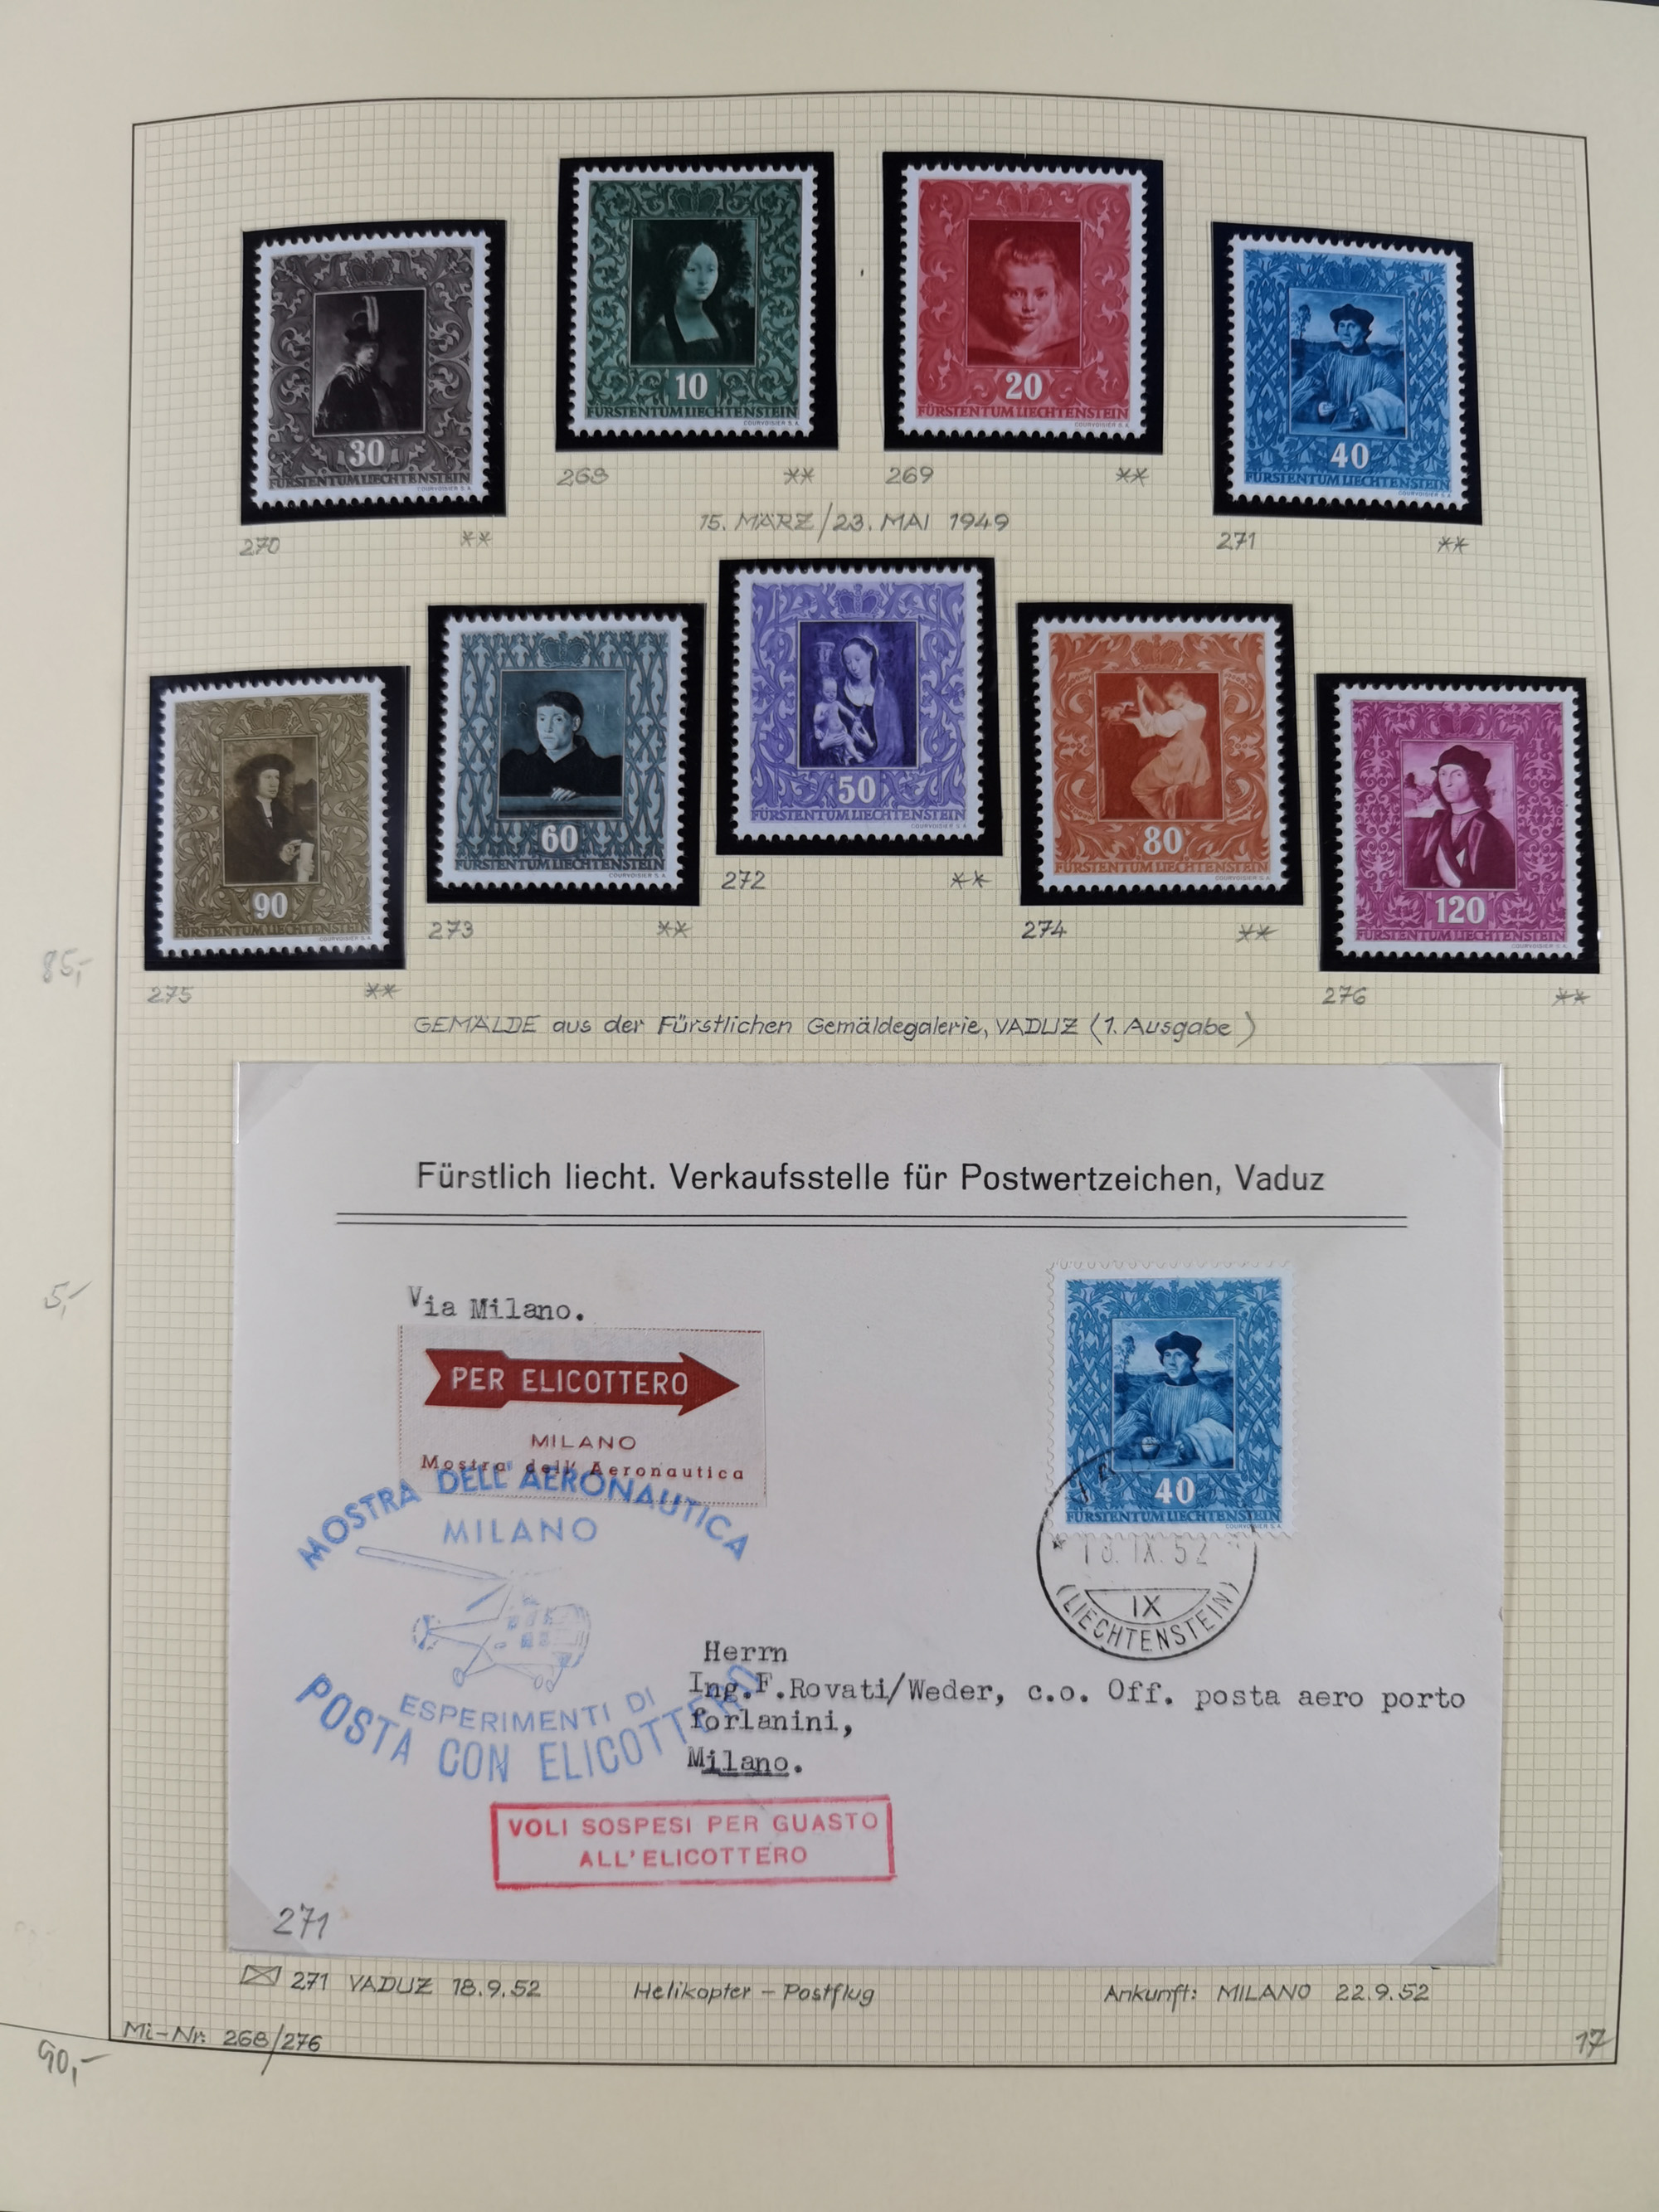 30
FÜRSTENTUM LIECHTENSTEIN
COURVOISIER S.A.
10
FÜRSTENTUM LIECHTENSTEIN
COURVOISIER S.A.
20
FÜRSTENTUM LIECHTENSTEIN
COURVOISIER S.A.
40
FÜRSTENTUM LIECHTENSTEIN
COURVOISIER S.A.
270 **
268 **
269 **
271 **
15. MÄRZ/23. MAI 1949
90
FÜRSTENTUM LIECHTENSTEIN
COURVOISIER S.A.
60
FÜRSTENTUM LIECHTENSTEIN
COURVOISIER S.A.
50
FÜRSTENTUM LIECHTENSTEIN
COURVOISIER S.A.
80
FÜRSTENTUM LIECHTENSTEIN
COURVOISIER S.A.
120
FÜRSTENTUM LIECHTENSTEIN
COURVOISIER S.A.
275 **
273 **
272 **
274 **
276 **
85,-
GEMÄLDE aus der Fürstlichen Gemäldegalerie, VADUZ (1. Ausgabe)
Fürstlich liecht. Verkaufsstelle für Postwertzeichen, Vaduz
5,-
Via Milano.
PER ELICOTTERO
MILANO
Mostra dell' Aeronautica
MOSTRA DELL'AERONAUTICA
MILANO
ESPERIMENTI DI
POSTA CON ELICOTTERO
40
FÜRSTENTUM LIECHTENSTEIN
COURVOISIER S.A.
18.IX.52
IX
(LIECHTENSTEIN)
Herrn
Ing.F.Rovati/Weder, c.o. Off. posta aero porto
forlanini,
Milano.
VOLI SOSPESI PER GUASTO
ALL'ELICOTTERO
271
271 VADUZ 18.9.52 Helikopter - Postflug Ankunft: MILANO 22.9.52
Mi-Nr: 268/276
17
90,-